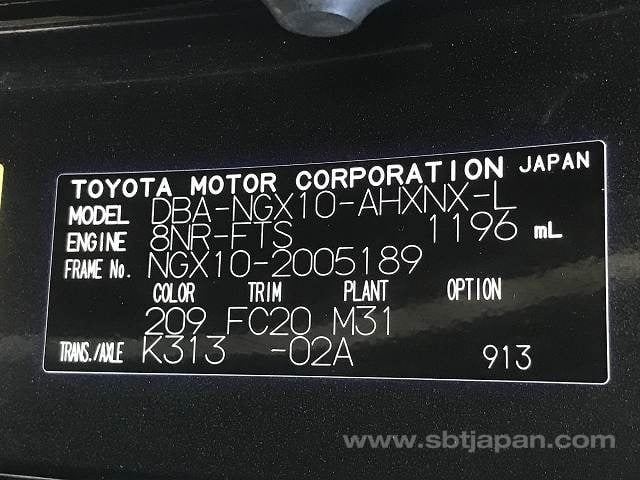 TOYOTA MOTOR CORPORATION JAPAN
MODEL DBA-NGX10-AHXNX-L
ENGINE 8NR-FTS 1196 mL
FRAME No. NGX10-2005189
COLOR TRIM PLANT OPTION
209 FC20 M31
TRANS./AXLE K313 -02A 913
www.sbtjapan.com